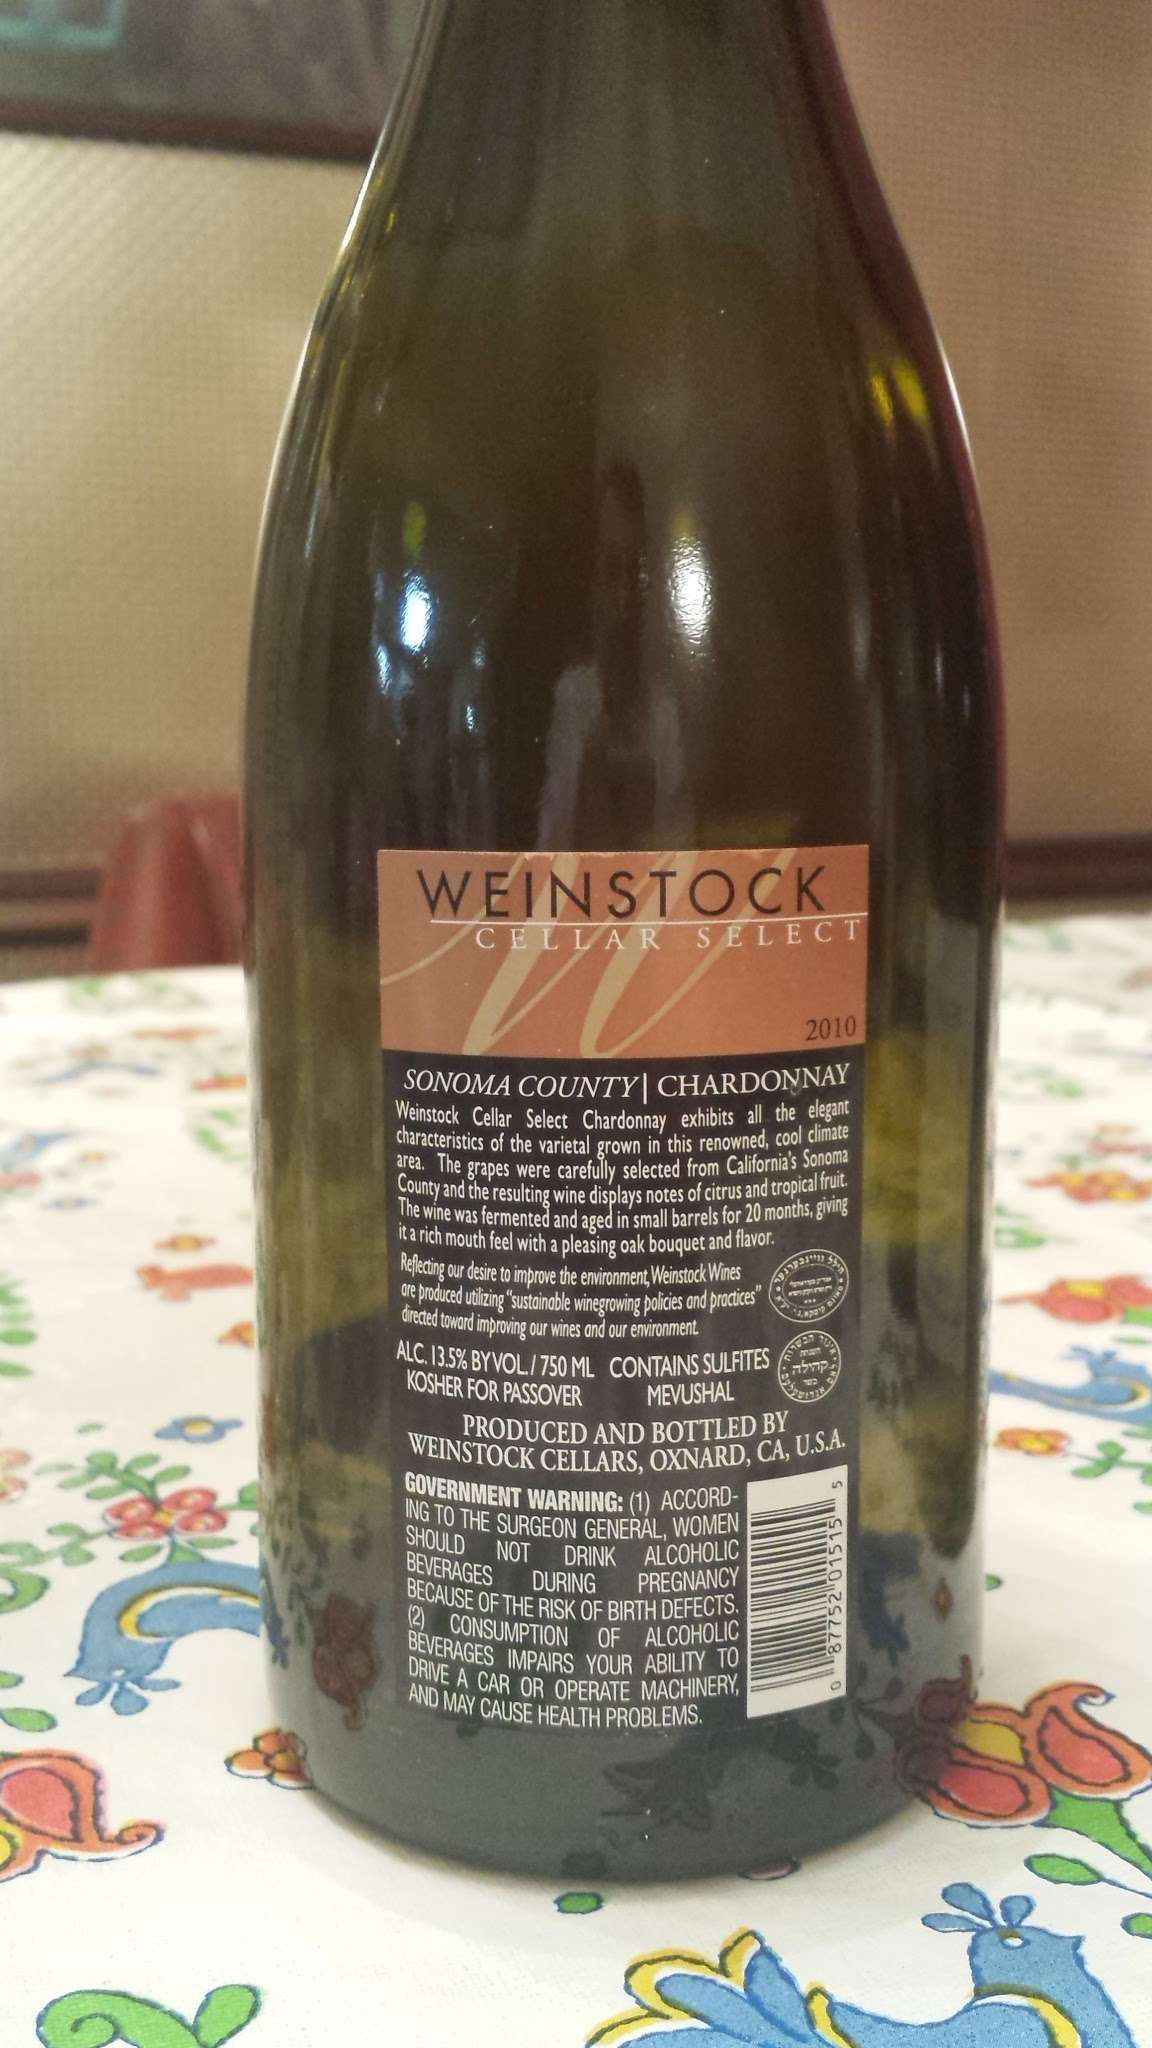 WEINSTOCK
CELLAR SELECT
2010
SONOMA COUNTY | CHARDONNAY
Weinstock Cellar Select Chardonnay exhibits all the elegant
characteristics of the varietal grown in this renowned, cool climate
area. The grapes were carefully selected from California's Sonoma
County and the resulting wine displays notes of citrus and tropical fruit.
The wine was fermented and aged in small barrels for 20 months, giving
it a rich mouth feel with a pleasing oak bouquet and flavor.
Reflecting our desire to improve the environment, Weinstock Wines
are produced utilizing "sustainable winegrowing policies and practices"
directed toward improving our wines and our environment.
ALC. 13.5% BY VOL. / 750 ML CONTAINS SULFITES
KOSHER FOR PASSOVER MEVUSHAL
קהילה
PRODUCED AND BOTTLED BY
WEINSTOCK CELLARS, OXNARD, CA, U.S.A.
GOVERNMENT WARNING: (1) ACCORD-
ING TO THE SURGEON GENERAL, WOMEN
SHOULD NOT DRINK ALCOHOLIC
BEVERAGES DURING PREGNANCY
BECAUSE OF THE RISK OF BIRTH DEFECTS.
(2) CONSUMPTION OF ALCOHOLIC
BEVERAGES IMPAIRS YOUR ABILITY TO
DRIVE A CAR OR OPERATE MACHINERY,
AND MAY CAUSE HEALTH PROBLEMS.
0 87752 01515 5